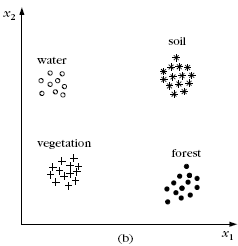 x₂
soil
water
vegetation
forest
x₁
(b)